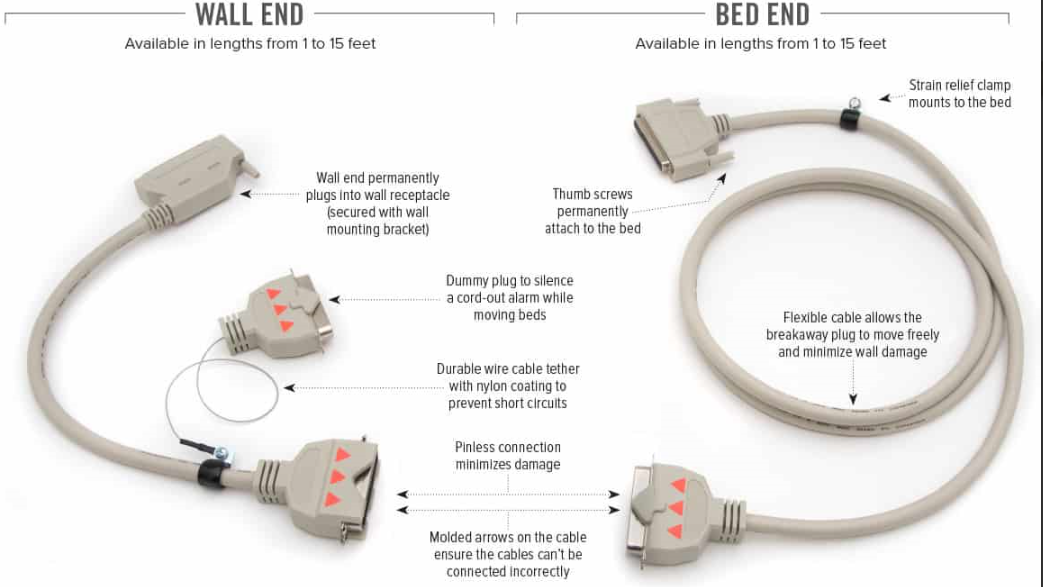 WALL END
Available in lengths from 1 to 15 feet
BED END
Available in lengths from 1 to 15 feet
Strain relief clamp
mounts to the bed
Wall end permanently
plugs into wall receptacle
(secured with wall
mounting bracket)
Thumb screws
permanently
attach to the bed
Dummy plug to silence
a cord-out alarm while
moving beds
Flexible cable allows the
breakaway plug to move freely
and minimize wall damage
Durable wire cable tether
with nylon coating to
prevent short circuits
Pinless connection
minimizes damage
Molded arrows on the cable
ensure the cables can't be
connected incorrectly